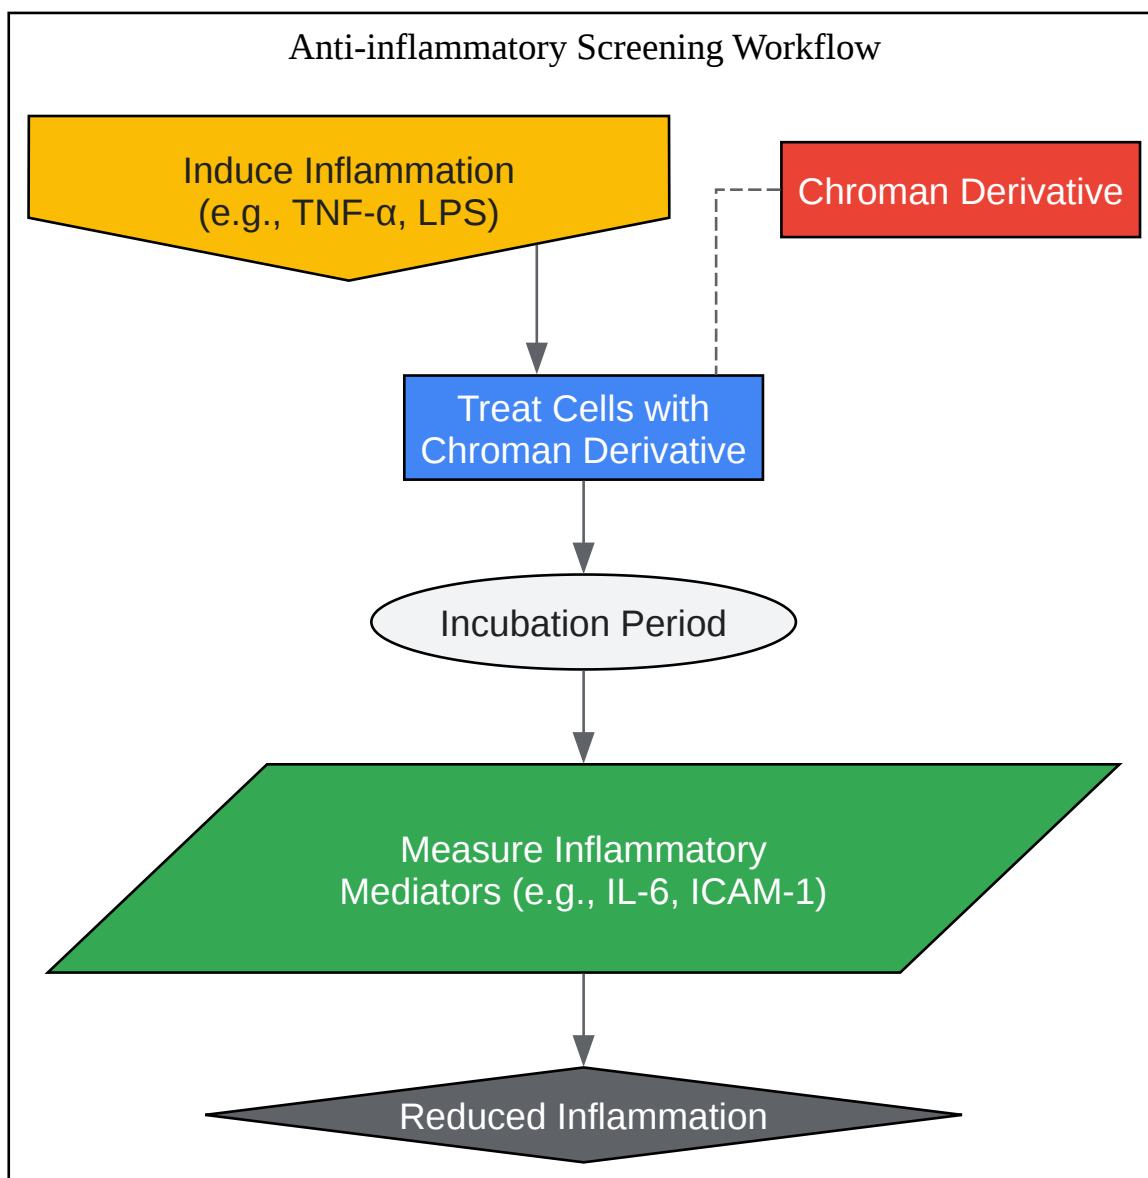 Anti-inflammatory Screening Workflow
Induce Inflammation
(e.g., TNF-α, LPS)
Chroman Derivative
Treat Cells with
Chroman Derivative
Incubation Period
Measure Inflammatory
Mediators (e.g., IL-6, ICAM-1)
Reduced Inflammation